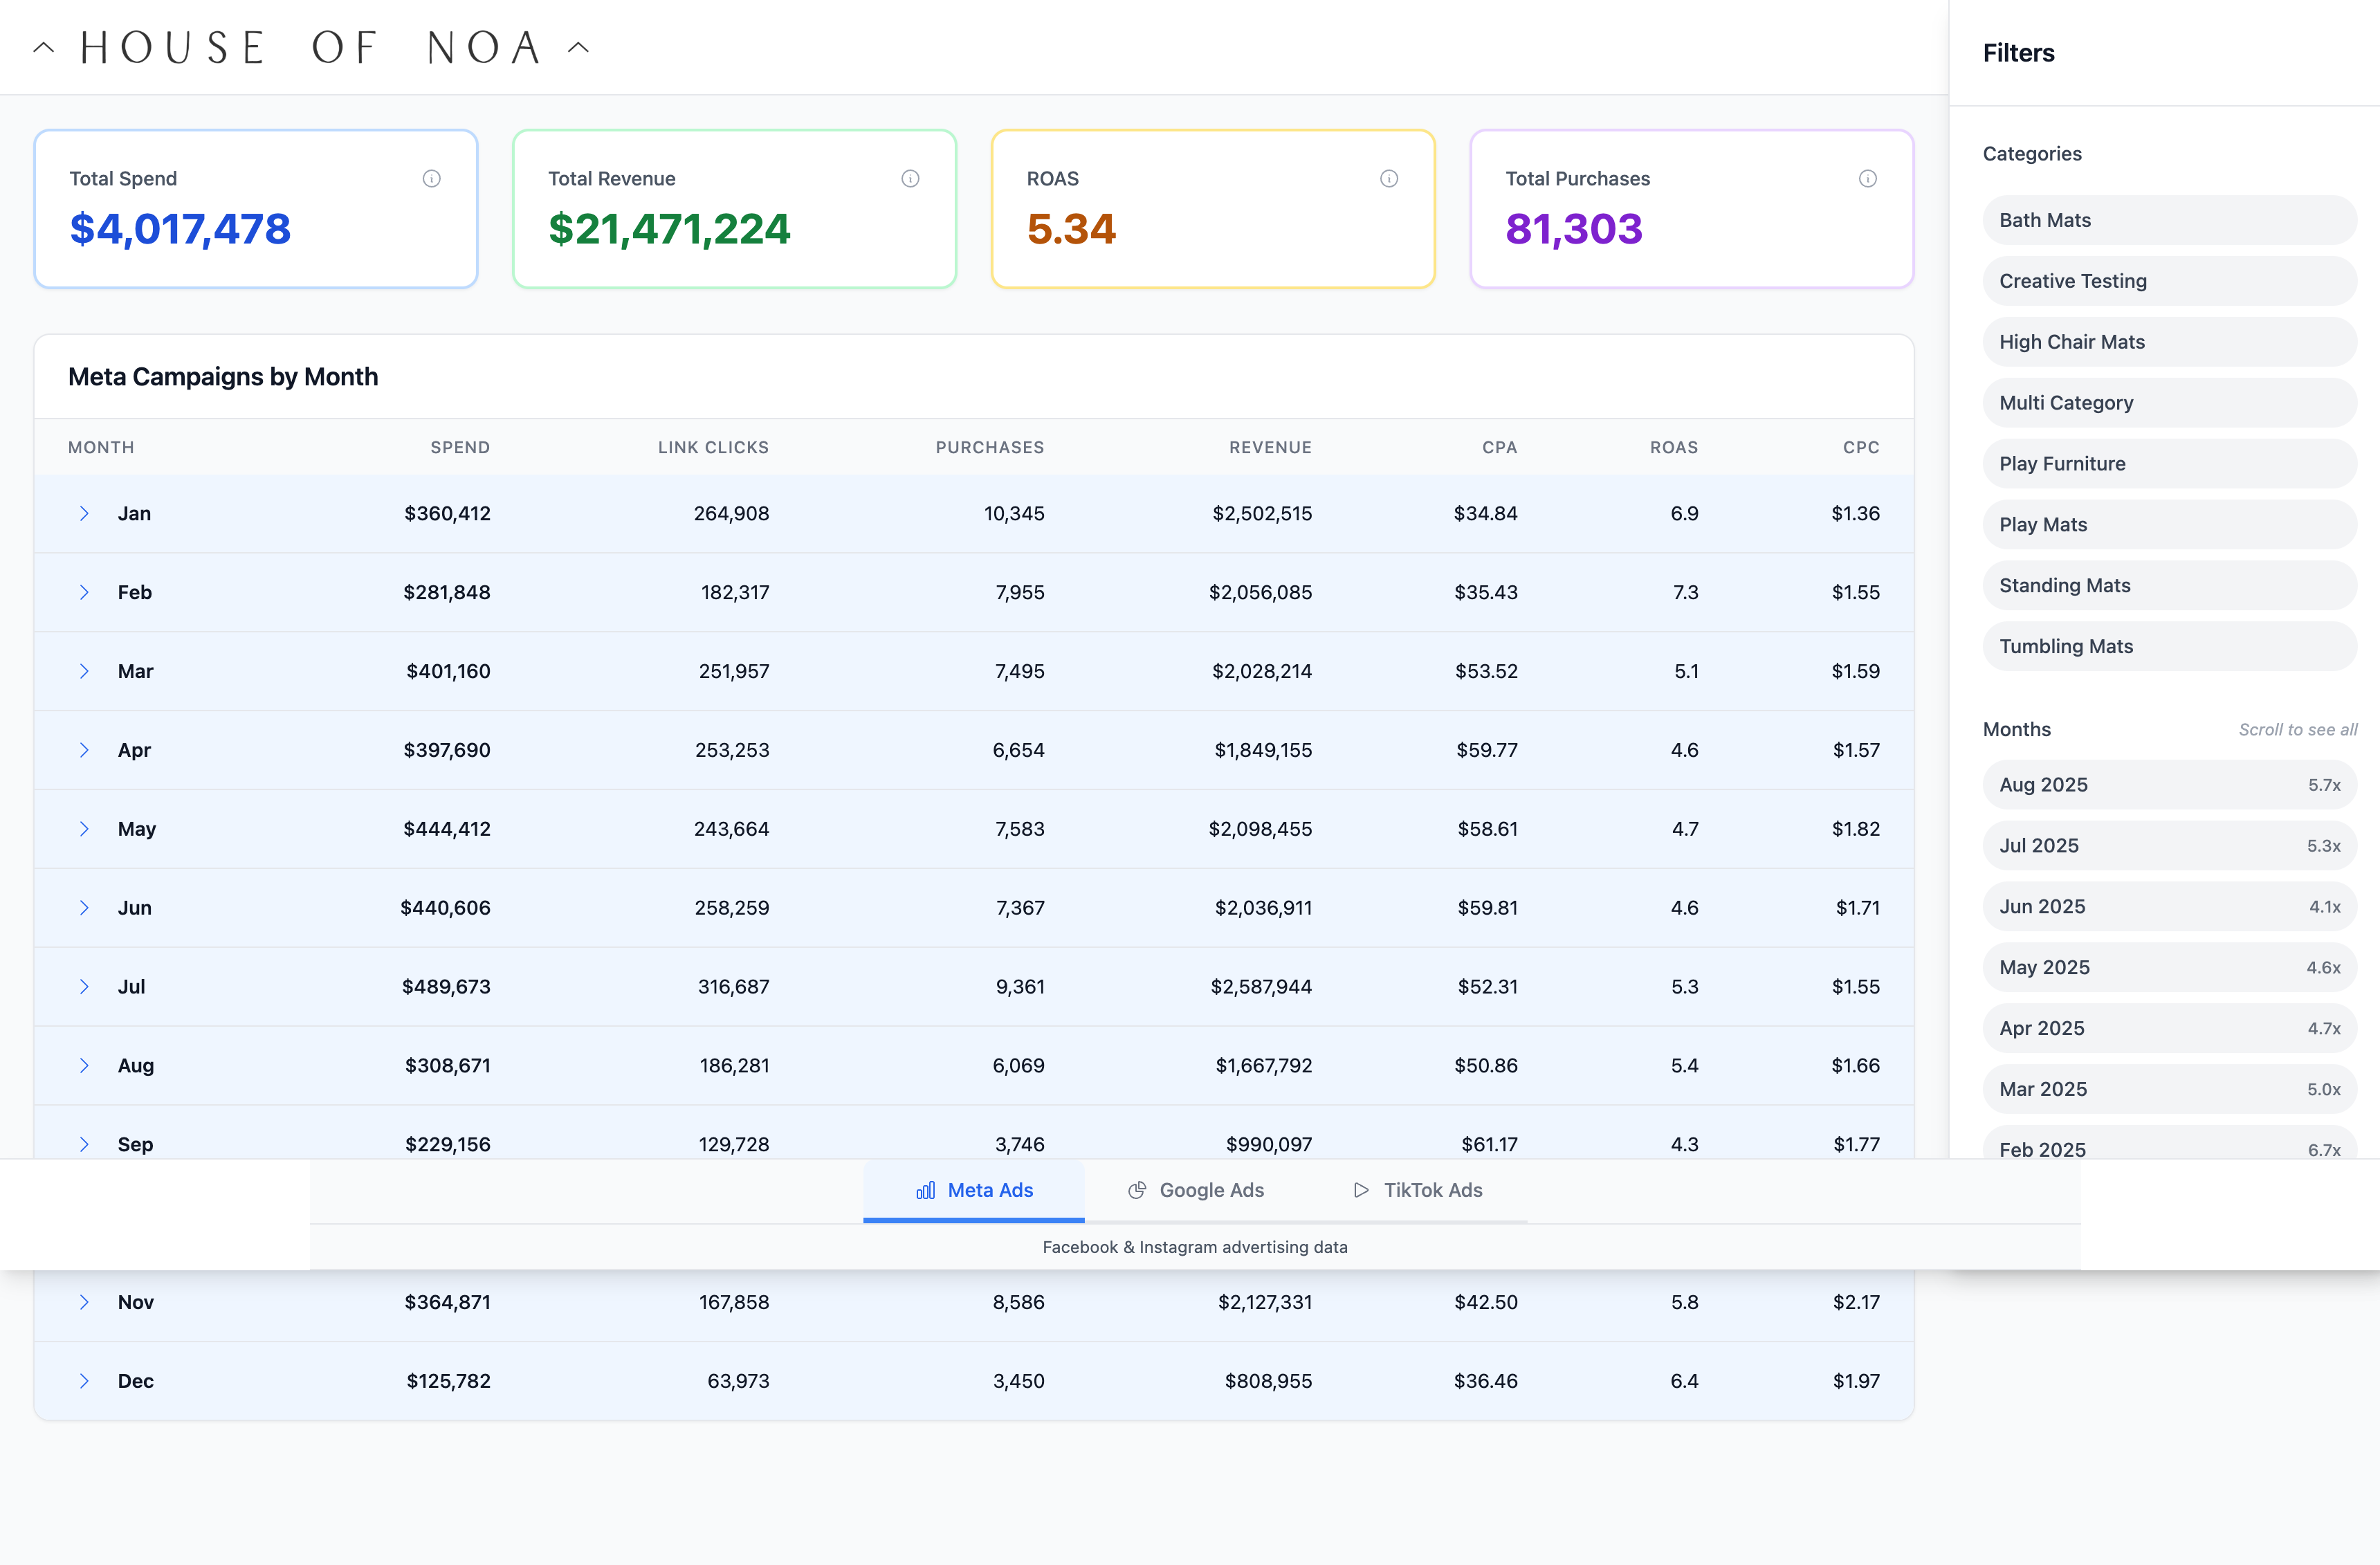 HOUSE OF NOA
Total Spend
$4,017,478
Total Revenue
$21,471,224
ROAS
5.34
Total Purchases
81,303
Meta Campaigns by Month
MONTH SPEND LINK CLICKS PURCHASES REVENUE CPA ROAS CPC
Jan $360,412 264,908 10,345 $2,502,515 $34.84 6.9 $1.36
Feb $281,848 182,317 7,955 $2,056,085 $35.43 7.3 $1.55
Mar $401,160 251,957 7,495 $2,028,214 $53.52 5.1 $1.59
Apr $397,690 253,253 6,654 $1,849,155 $59.77 4.6 $1.57
May $444,412 243,664 7,583 $2,098,455 $58.61 4.7 $1.82
Jun $440,606 258,259 7,367 $2,036,911 $59.81 4.6 $1.71
Jul $489,673 316,687 9,361 $2,587,944 $52.31 5.3 $1.55
Aug $308,671 186,281 6,069 $1,667,792 $50.86 5.4 $1.66
Sep $229,156 129,728 3,746 $990,097 $61.17 4.3 $1.77
Meta Ads Google Ads TikTok Ads
Facebook & Instagram advertising data
Nov $364,871 167,858 8,586 $2,127,331 $42.50 5.8 $2.17
Dec $125,782 63,973 3,450 $808,955 $36.46 6.4 $1.97
Filters
Categories
Bath Mats
Creative Testing
High Chair Mats
Multi Category
Play Furniture
Play Mats
Standing Mats
Tumbling Mats
Months Scroll to see all
Aug 2025 5.7x
Jul 2025 5.3x
Jun 2025 4.1x
May 2025 4.6x
Apr 2025 4.7x
Mar 2025 5.0x
Feb 2025 6.7x